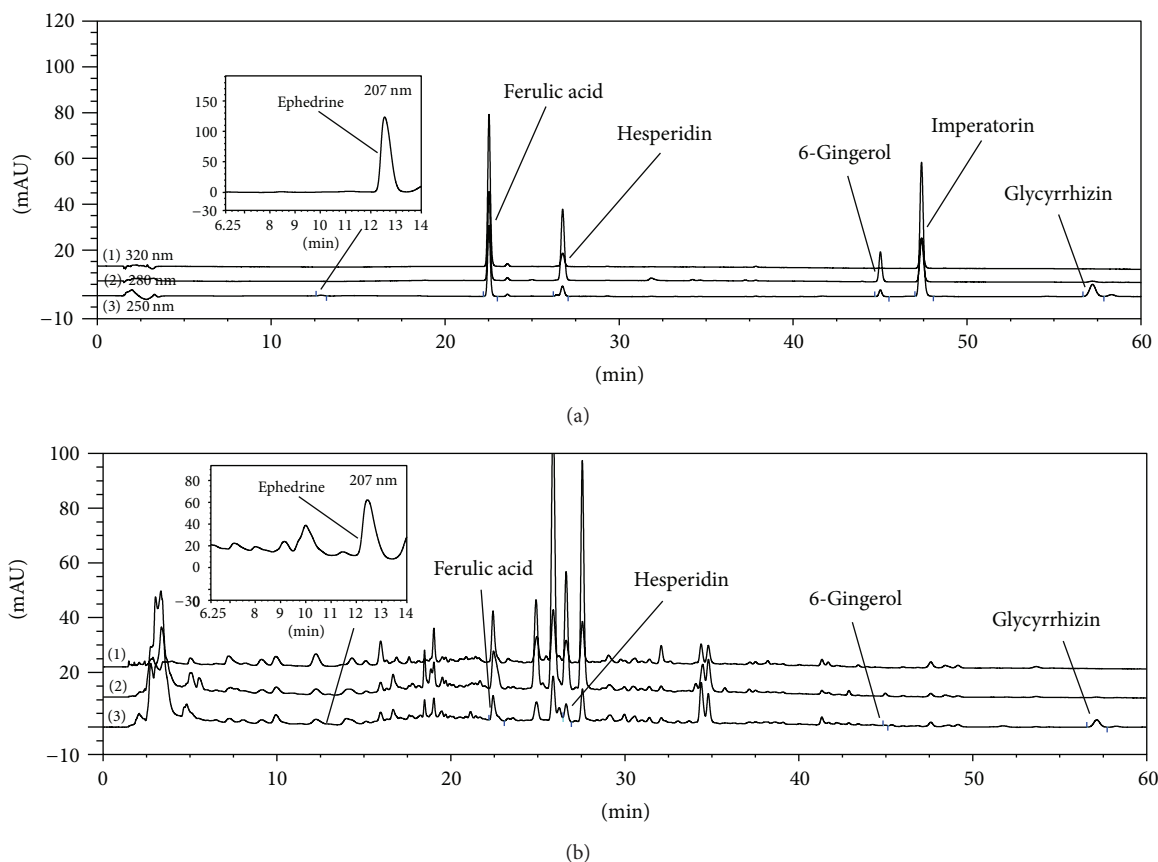 120
100
80
60
40
20
−10
(mAU)
207 nm
Ephedrine
150
100
50
0
−30
6.25 8 9 10 11 12 13 14
(min)
Ferulic acid
Hesperidin
6-Gingerol
Imperatorin
Glycyrrhizin
(1) 320 nm
(2) 280 nm
(3) 250 nm
0 10 20 30 40 50 60
(min)
(a)
100
80
60
40
20
−10
(mAU)
207 nm
Ephedrine
80
60
40
20
0
−30
6.25 8 9 10 11 12 13 14
(min)
Ferulic acid
Hesperidin
6-Gingerol
Glycyrrhizin
(1)
(2)
(3)
0 10 20 30 40 50 60
(min)
(b)